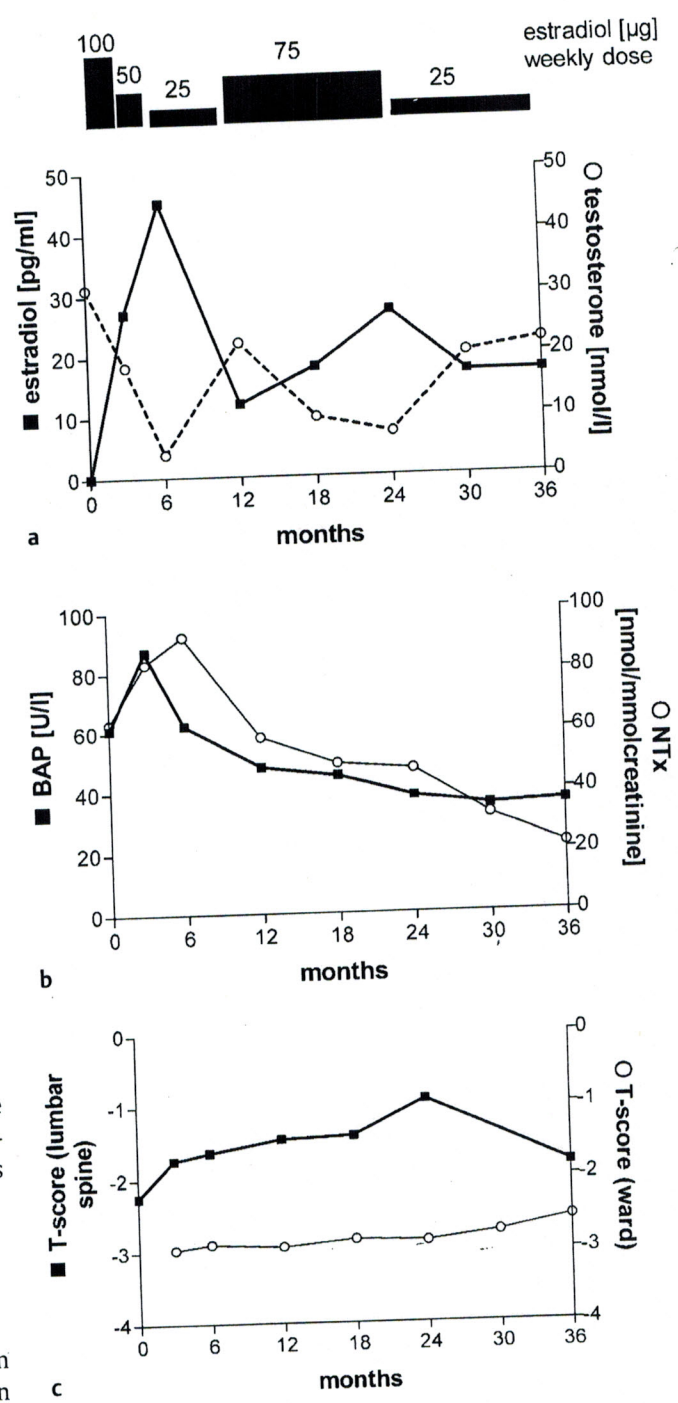 estradiol [µg]
weekly dose
100
50
25
75
25
50
40
30
20
10
0
■ estradiol [pg/ml]
50
40
30
20
10
0
O testosterone [nmol/l]
0 6 12 18 24 30 36
months
a
100
80
60
40
20
0
■ BAP [U/l]
100
80
60
40
20
0
O NTx
[nmol/mmolcreatinine]
0 6 12 18 24 30 36
months
b
0
-1
-2
-3
-4
■ T-score (lumbar
spine)
0
-1
-2
-3
-4
O T-score (ward)
0 6 12 18 24 30 36
months
c
s
n
n